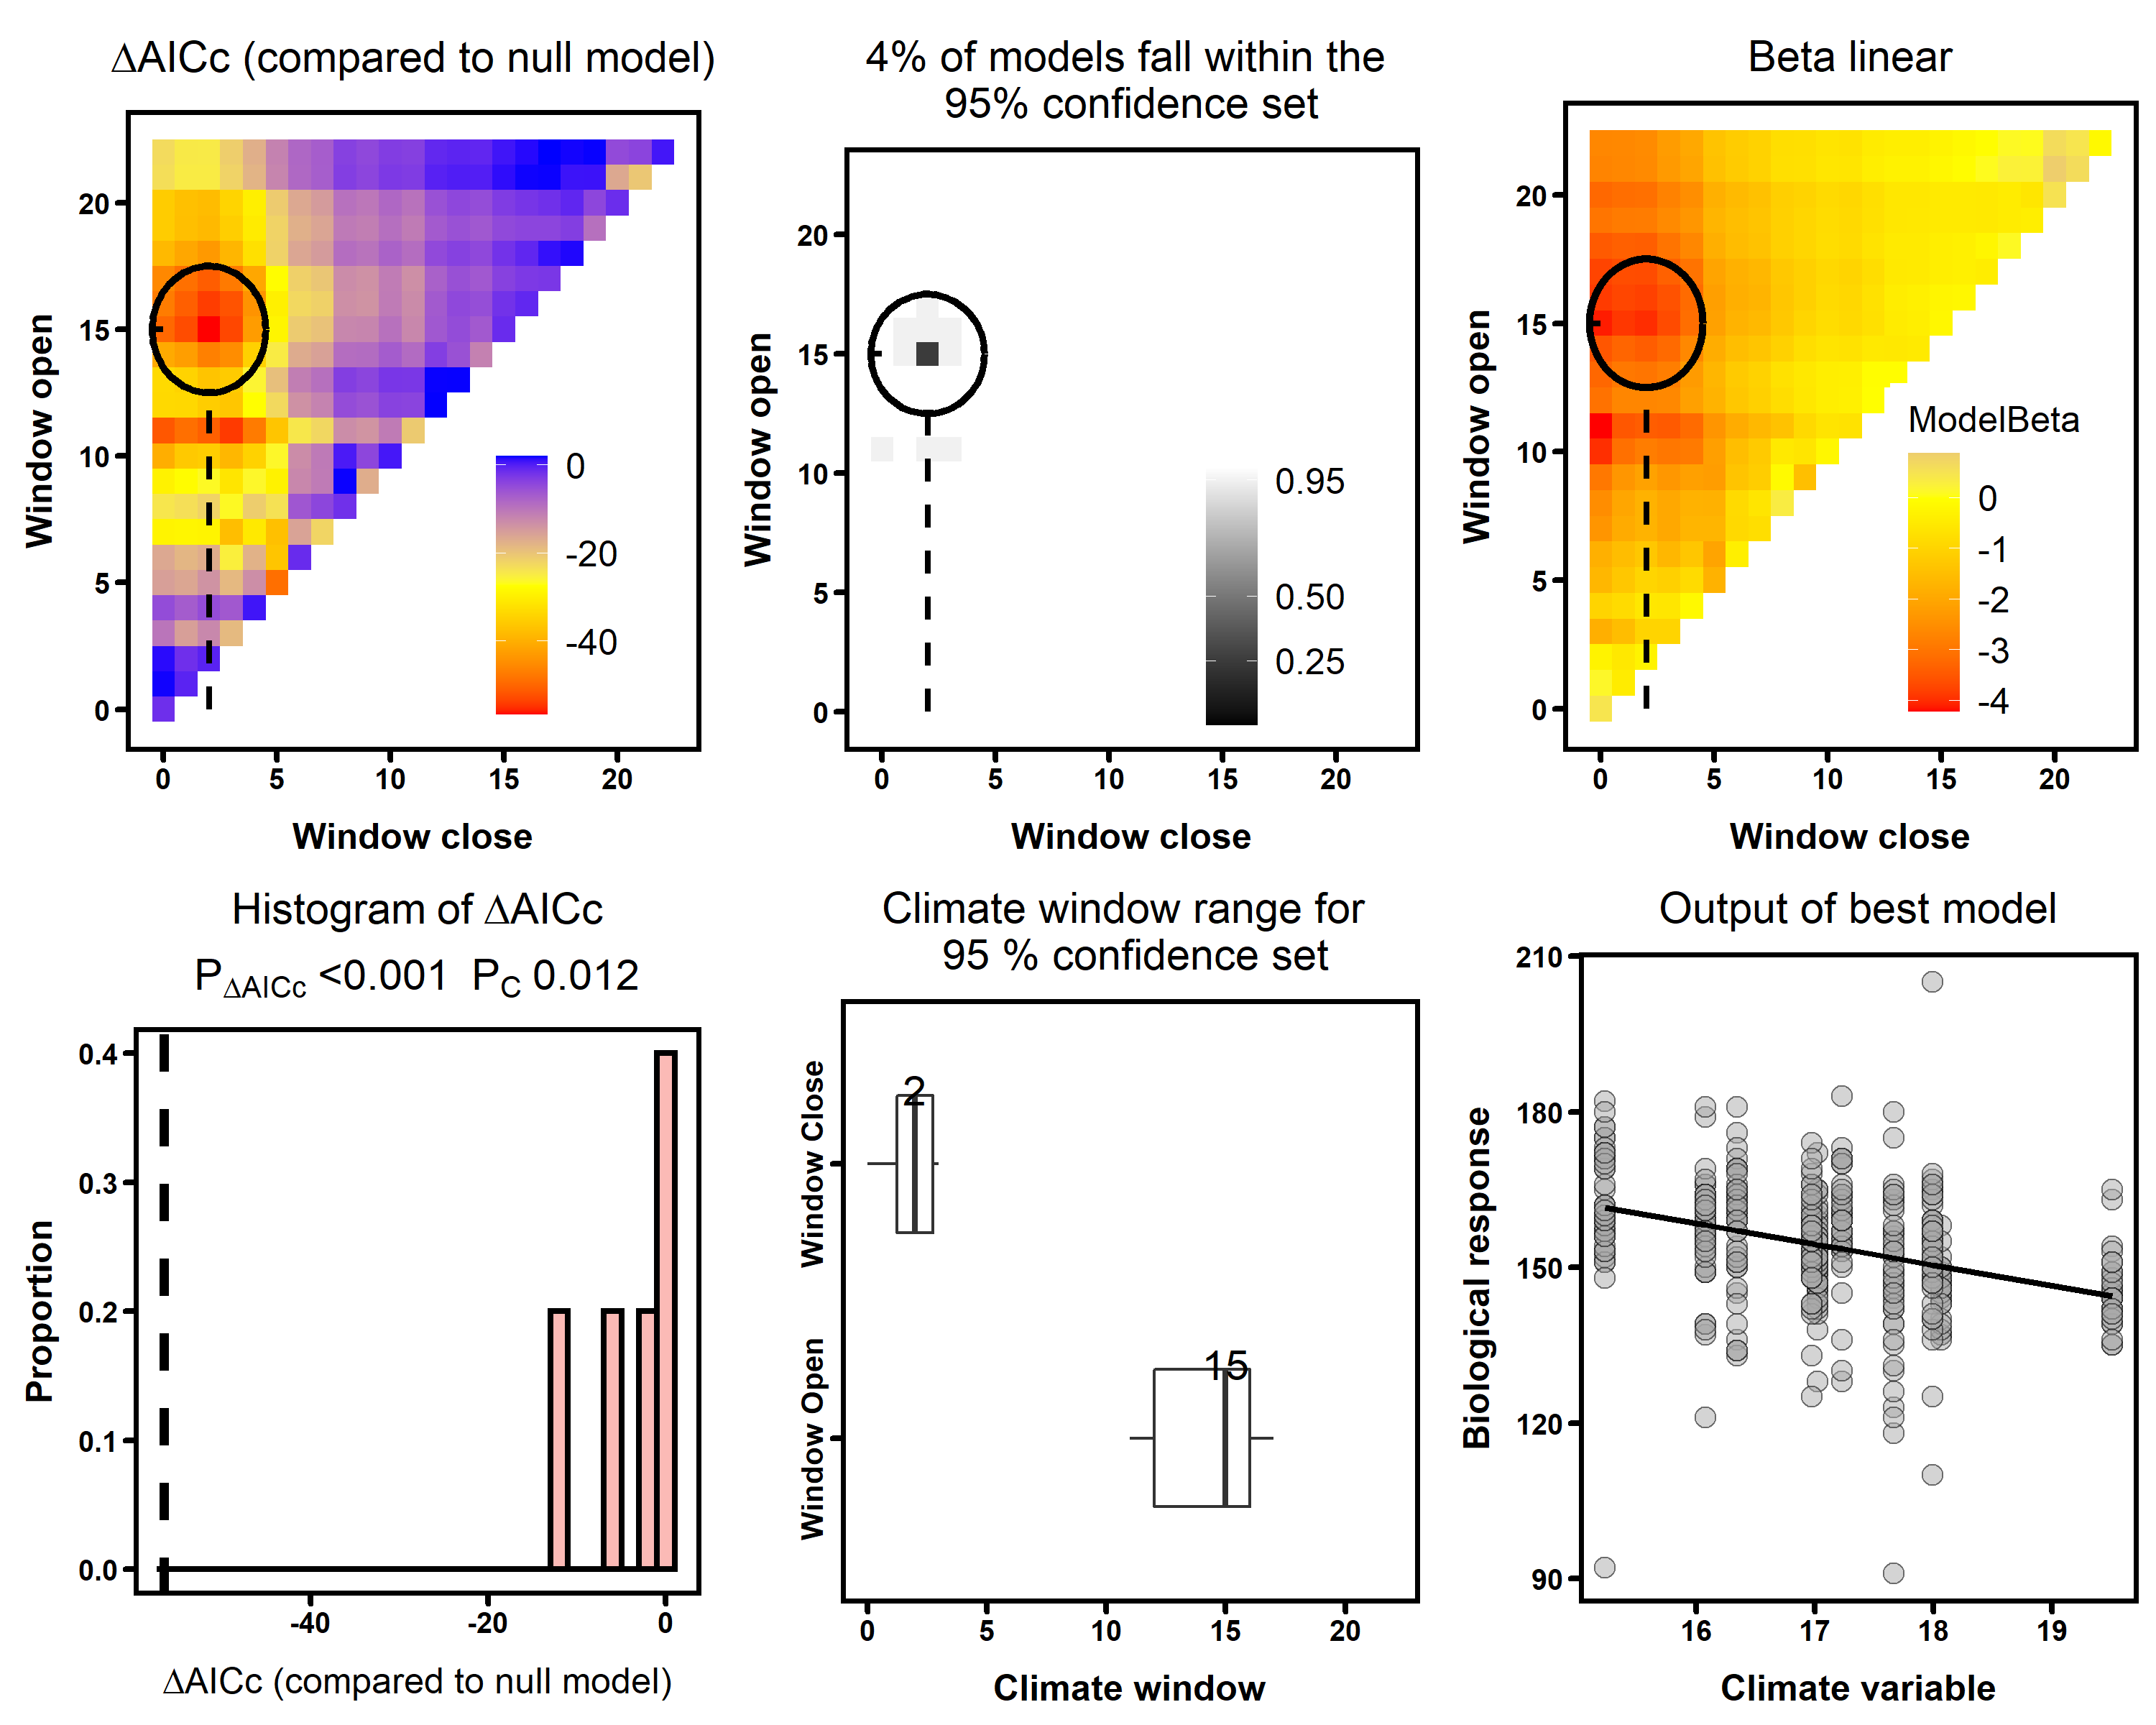 ΔAICc (compared to null model)
Window open
20
15
10
5
0
0
-20
-40
0 5 10 15 20
Window close
4% of models fall within the
95% confidence set
Window open
20
15
10
5
0
0.95
0.50
0.25
0 5 10 15 20
Window close
Beta linear
Window open
20
15
10
5
0
ModelBeta
0
-1
-2
-3
-4
0 5 10 15 20
Window close
Histogram of ΔAICc
PΔAICc <0.001 PC 0.012
Proportion
0.4
0.3
0.2
0.1
0.0
-40 -20 0
ΔAICc (compared to null model)
Climate window range for
95 % confidence set
Window Close
2
Window Open
15
0 5 10 15 20
Climate window
Output of best model
Biological response
210
180
150
120
90
16 17 18 19
Climate variable